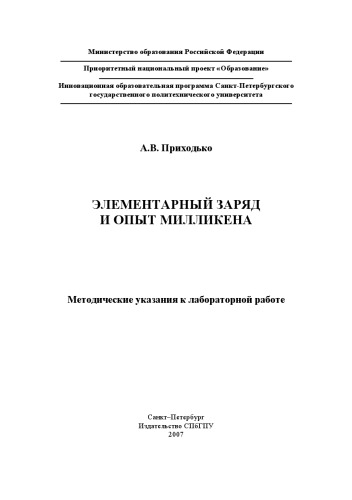 Министерство образования Российской Федерации
Приоритетный национальный проект «Образование»
Инновационная образовательная программа Санкт-Петербургского
государственного политехнического университета
А.В. Приходько
ЭЛЕМЕНТАРНЫЙ ЗАРЯД
И ОПЫТ МИЛЛИКЕНА
Методические указания к лабораторной работе
Санкт–Петербург
Издательство СПбГПУ
2007